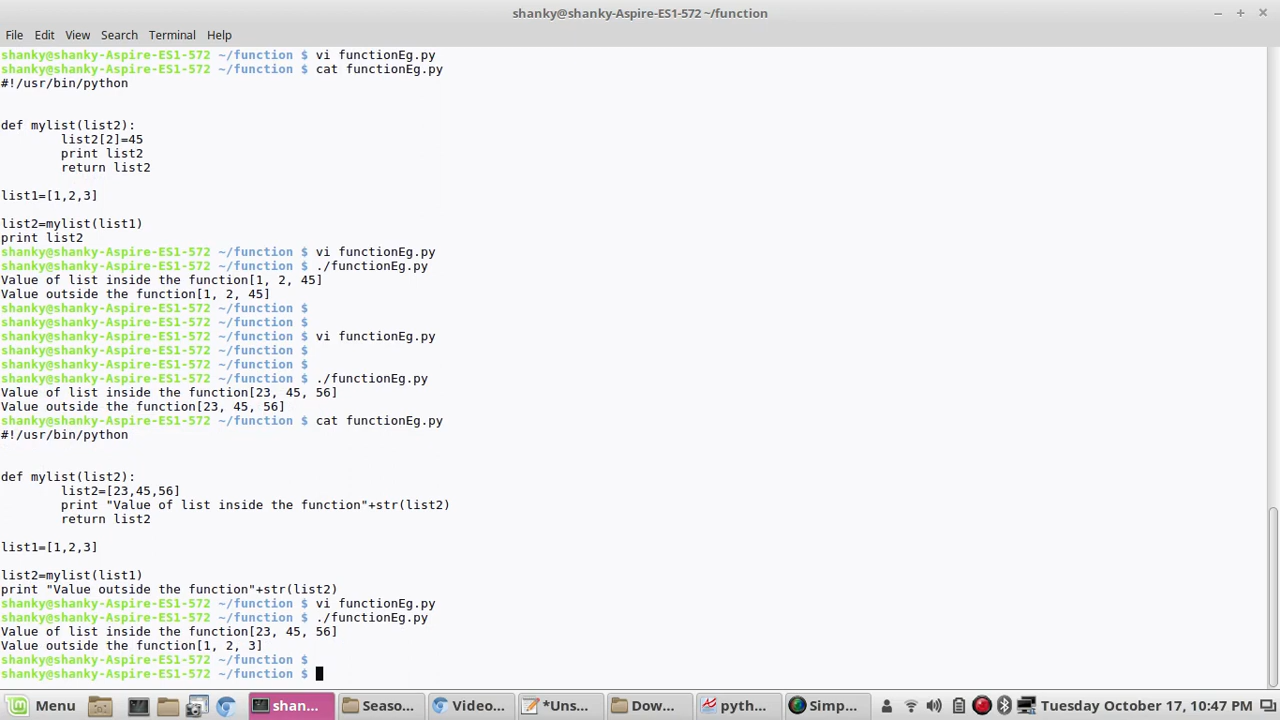 shanky@shanky-Aspire-ES1-572 ~/function
File Edit View Search Terminal Help
shanky@shanky-Aspire-ES1-572 ~/function $ vi functionEg.py
shanky@shanky-Aspire-ES1-572 ~/function $ cat functionEg.py
#!/usr/bin/python
def mylist(list2):
list2[2]=45
print list2
return list2
list1=[1,2,3]
list2=mylist(list1)
print list2
shanky@shanky-Aspire-ES1-572 ~/function $ vi functionEg.py
shanky@shanky-Aspire-ES1-572 ~/function $ ./functionEg.py
Value of list inside the function[1, 2, 45]
Value outside the function[1, 2, 45]
shanky@shanky-Aspire-ES1-572 ~/function $
shanky@shanky-Aspire-ES1-572 ~/function $
shanky@shanky-Aspire-ES1-572 ~/function $ vi functionEg.py
shanky@shanky-Aspire-ES1-572 ~/function $
shanky@shanky-Aspire-ES1-572 ~/function $
shanky@shanky-Aspire-ES1-572 ~/function $ ./functionEg.py
Value of list inside the function[23, 45, 56]
Value outside the function[23, 45, 56]
shanky@shanky-Aspire-ES1-572 ~/function $ cat functionEg.py
#!/usr/bin/python
def mylist(list2):
list2=[23,45,56]
print "Value of list inside the function"+str(list2)
return list2
list1=[1,2,3]
list2=mylist(list1)
print "Value outside the function"+str(list2)
shanky@shanky-Aspire-ES1-572 ~/function $ vi functionEg.py
shanky@shanky-Aspire-ES1-572 ~/function $ ./functionEg.py
Value of list inside the function[23, 45, 56]
Value outside the function[1, 2, 3]
shanky@shanky-Aspire-ES1-572 ~/function $
shanky@shanky-Aspire-ES1-572 ~/function $
Menu shan... Seaso... Video... *Uns... Dow... pyth... Simp... Tuesday October 17, 10:47 PM